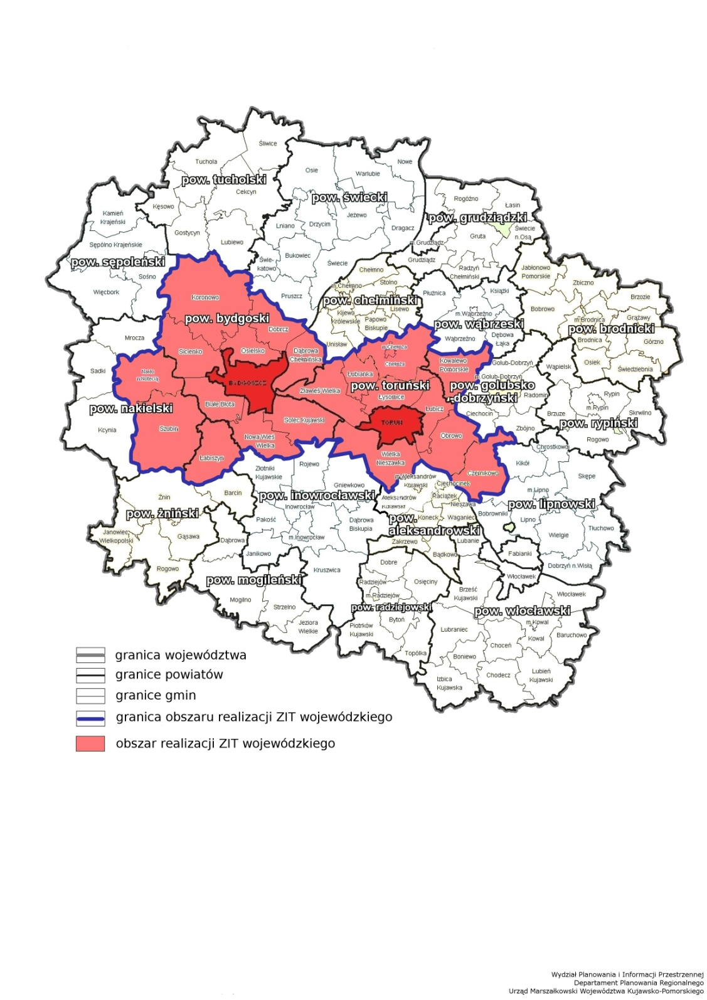 Śliwice
Tuchola
pow. tucholski
Cekcyn
Kęsowo
Gostycyn
Lubiewo
Osie
Warlubie
Nowe
pow. świecki
Jeżewo
Lniano
Drzycim
Dragacz
Bukowiec
Świe-
katowo
Świecie
Pruszcz
Rogóźno
Łasin
pow. grudziądzki
Świecie
n.Osą
Gruta
m.Grudziądz
Grudziądz
Radzyń
Chełmiński
Kamień
Krajeński
Sępólno Krajeńskie
pow. sępoleński
Sośno
Więcbork
Chełmno
Stolno
m.Chełmno
pow. chełmiński
Lisewo
Kijewo
Królewskie
Papowo
Biskupie
Unisław
Płużnica
Książki
m.Wąbrzeźno
pow. wąbrzeski
Wąbrzeźno
Dębowa
Łąka
Jabłonowo
Pomorskie
Zbiczno
Brzozie
Bobrowo
Grążawy
m.Brodnica
pow. brodnicki
Brodnica
Górzno
Osiek
Świedziebnia
Koronowo
pow. bydgoski
Dobrcz
Sicienko
Osielsko
Dąbrowa
Chełmińska
BYDGOSZCZ
Białe Błota
Solec Kujawski
Nowa Wieś
Wielka
Mrocza
Sadki
Nakło
n.Notecią
pow. nakielski
Kcynia
Szubin
Łabiszyn
m.Chełmża
Chełmża
Łubianka
pow. toruński
Zławieś Wielka
Łysomice
Lubicz
TORUŃ
Obrowo
Wielka
Nieszawka
Czernikowo
Kowalewo
Pomorskie
Golub-Dobrzyń
m.Golub-Dobrzyń
pow. golubsko
-dobrzyński
Radomin
Ciechocin
Zbójno
Wąpielsk
Rypin
m.Rypin
Brzuze
Skrwilno
pow. rypiński
Rogowo
Chrostkowo
Kikół
Skępe
m.Lipno
pow. lipnowski
Bobrowniki
Lipno
Tłuchowo
Wielgie
Dobrzyń n.Wisłą
Fabianki
Złotniki
Kujawskie
Rojewo
Gniewkowo
pow. inowrocławski
Inowrocław
Pakość
Dąbrowa
Biskupia
m.Inowrocław
Janikowo
Kruszwica
m.Aleksandrów
Kujawski
Ciechocinek
Aleksandrów
Kujawski
Raciążek
Nieszawa
Koneck
Waganiec
pow.
aleksandrowski
Zakrzewo
Lubanie
Bądkowo
Barcin
Żnin
pow. żniński
Janowiec
Wielkopolski
Gąsawa
Rogowo
Dąbrowa
pow. mogileński
Mogilno
Strzelno
Jeziora
Wielkie
Dobre
Radziejów
Osięciny
m.Radziejów
pow. radziejowski
Bytoń
Piotrków
Kujawski
Topólka
Włocławek
Brześć
Kujawski
Włocławek
pow. włocławski
m.Kowal
Lubraniec
Kowal
Baruchowo
Choceń
Boniewo
Chodecz
Lubień
Kujawski
Izbica
Kujawska
granica województwa
granice powiatów
granice gmin
granica obszaru realizacji ZIT wojewódzkiego
obszar realizacji ZIT wojewódzkiego
Wydział Planowania i Informacji Przestrzennej
Departament Planowania Regionalnego
Urząd Marszałkowski Województwa Kujawsko-Pomorskiego